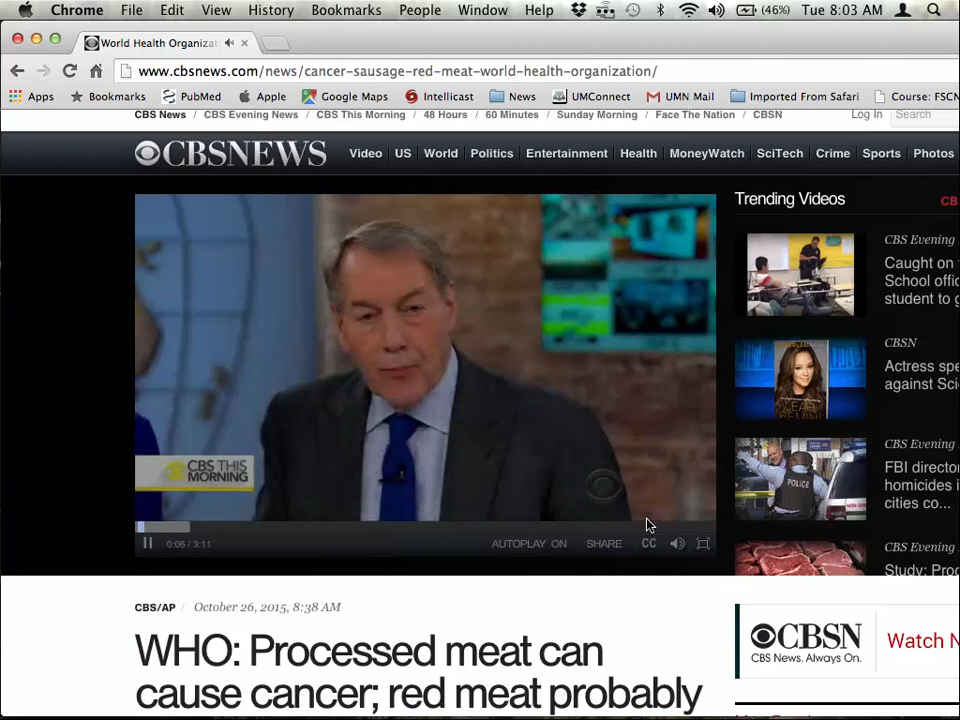 Chrome File Edit View History Bookmarks People Window Help (46%) Tue 8:03 AM
World Health Organizat
www.cbsnews.com/news/cancer-sausage-red-meat-world-health-organization/
Apps Bookmarks PubMed Apple Google Maps Intellicast News UMConnect UMN Mail Imported From Safari Course: FSCN
CBS News / CBS Evening News / CBS This Morning / 48 Hours / 60 Minutes / Sunday Morning / Face The Nation / CBSN Log In Search
CBSNEWS Video US World Politics Entertainment Health MoneyWatch SciTech Crime Sports Photos
Trending Videos CB
CBS Evening
Caught on
School offic
student to g
CBSN
Actress spe
against Sci
CBS Evening
FBI director
homicides i
cities co...
POLICE
CBS THIS
MORNING
0:06 / 3:11 AUTOPLAY ON SHARE CC
CBS Evening
Study: Proc
CBS/AP / October 26, 2015, 8:38 AM
WHO: Processed meat can
cause cancer; red meat probably
CBSN
CBS News. Always On.
Watch N